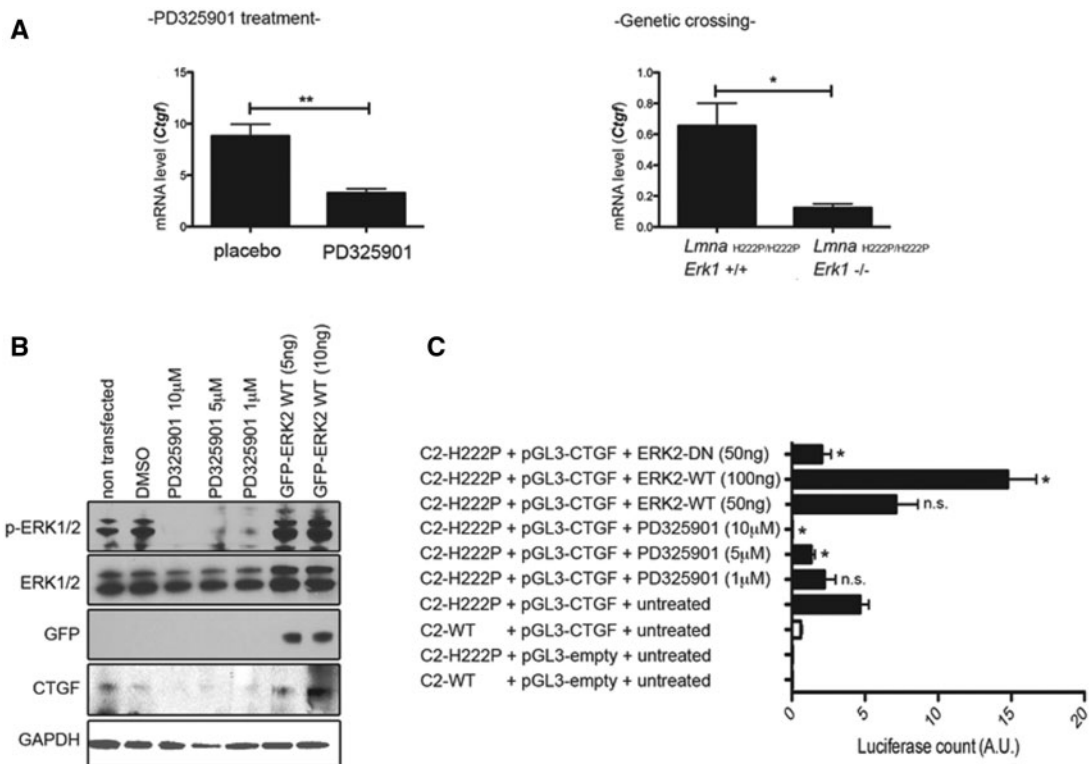 A
-PD325901 treatment-
mRNA level (Ctgf)
15
10
5
0
**
placebo
PD325901
-Genetic crossing-
mRNA level (Ctgf)
1.0
0.8
0.6
0.4
0.2
0.0
*
Lmna H222P/H222P
Erk1 +/+
Lmna H222P/H222P
Erk1 -/-
B
non transfected
DMSO
PD325901 10μM
PD325901 5μM
PD325901 1μM
GFP-ERK2 WT (5ng)
GFP-ERK2 WT (10ng)
p-ERK1/2
ERK1/2
GFP
CTGF
GAPDH
C
C2-H222P + pGL3-CTGF + ERK2-DN (50ng)
*
C2-H222P + pGL3-CTGF + ERK2-WT (100ng)
*
C2-H222P + pGL3-CTGF + ERK2-WT (50ng)
n.s.
C2-H222P + pGL3-CTGF + PD325901 (10μM)
*
C2-H222P + pGL3-CTGF + PD325901 (5μM)
*
C2-H222P + pGL3-CTGF + PD325901 (1μM)
n.s.
C2-H222P + pGL3-CTGF + untreated
C2-WT + pGL3-CTGF + untreated
C2-H222P + pGL3-empty + untreated
C2-WT + pGL3-empty + untreated
0
5
10
15
20
Luciferase count (A.U.)